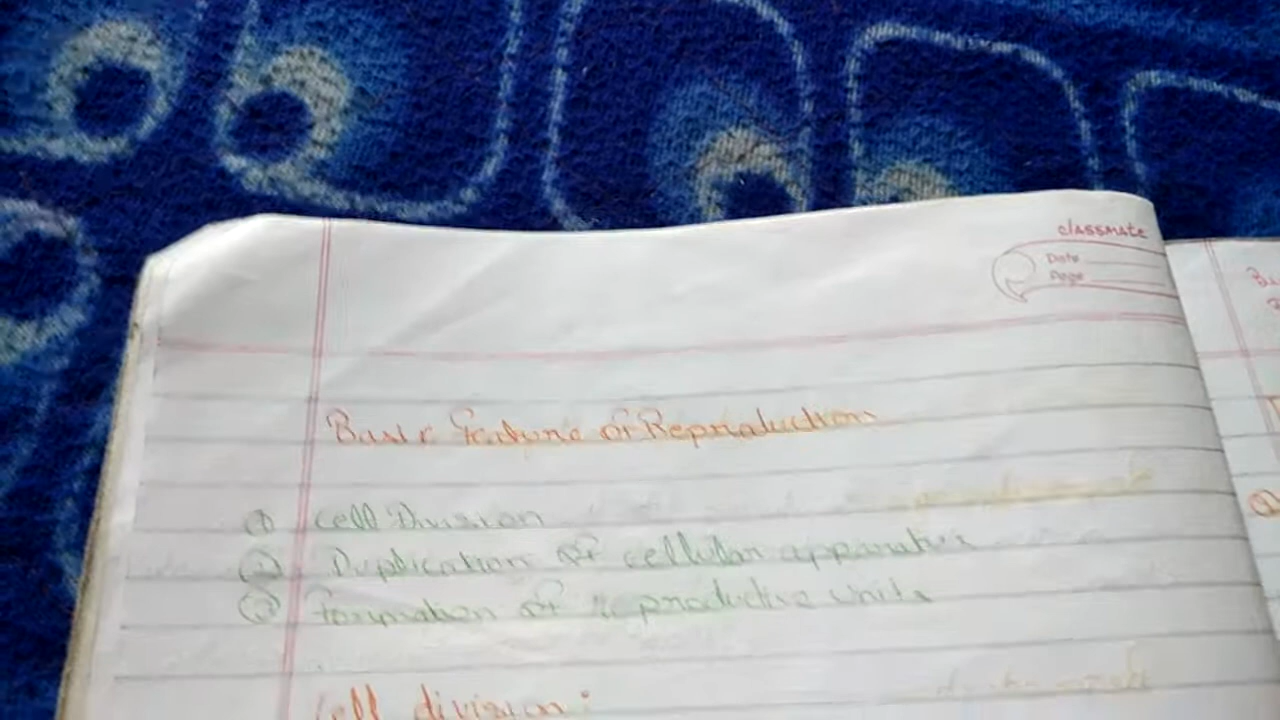 classmate
Date
Page
Basic Feature of Reproduction
① Cell Division
② Duplication of cellular apparatus
③ Formation of reproductive units
Cell division: